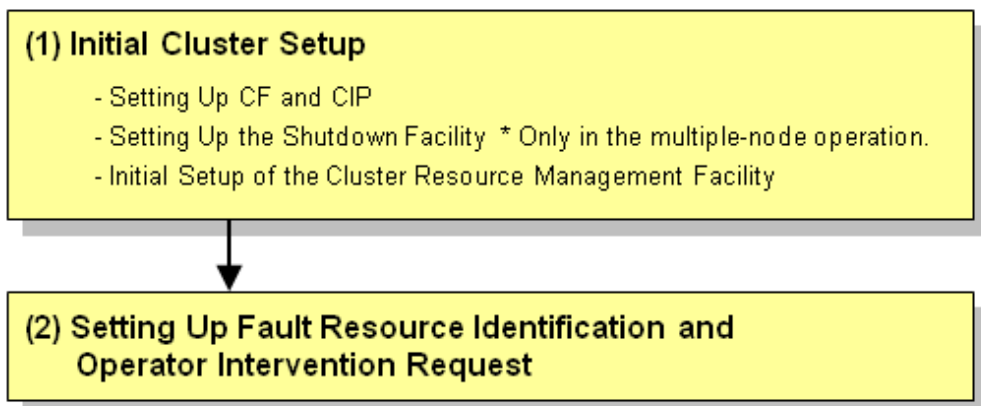 (1) Initial Cluster Setup
- Setting Up CF and CIP
- Setting Up the Shutdown Facility * Only in the multiple-node operation.
- Initial Setup of the Cluster Resource Management Facility
(2) Setting Up Fault Resource Identification and
Operator Intervention Request